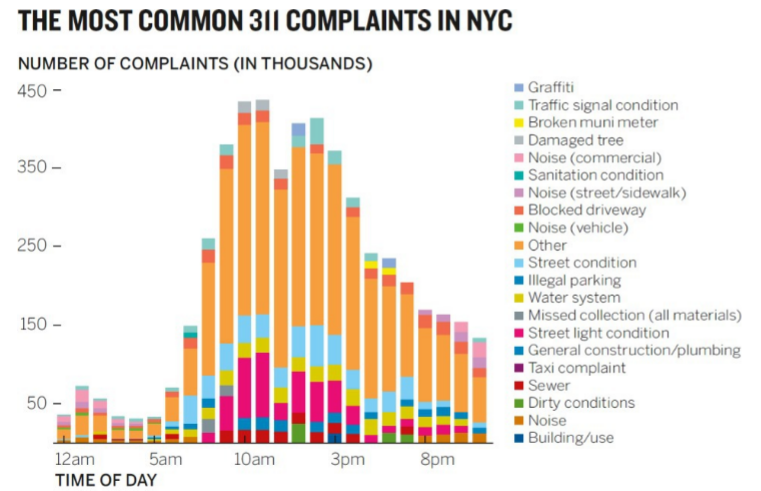 THE MOST COMMON 311 COMPLAINTS IN NYC
NUMBER OF COMPLAINTS (IN THOUSANDS)
450
350
250
150
50
12am 5am 10am 3pm 8pm
TIME OF DAY
Graffiti
Traffic signal condition
Broken muni meter
Damaged tree
Noise (commercial)
Sanitation condition
Noise (street/sidewalk)
Blocked driveway
Noise (vehicle)
Other
Street condition
Illegal parking
Water system
Missed collection (all materials)
Street light condition
General construction/plumbing
Taxi complaint
Sewer
Dirty conditions
Noise
Building/use